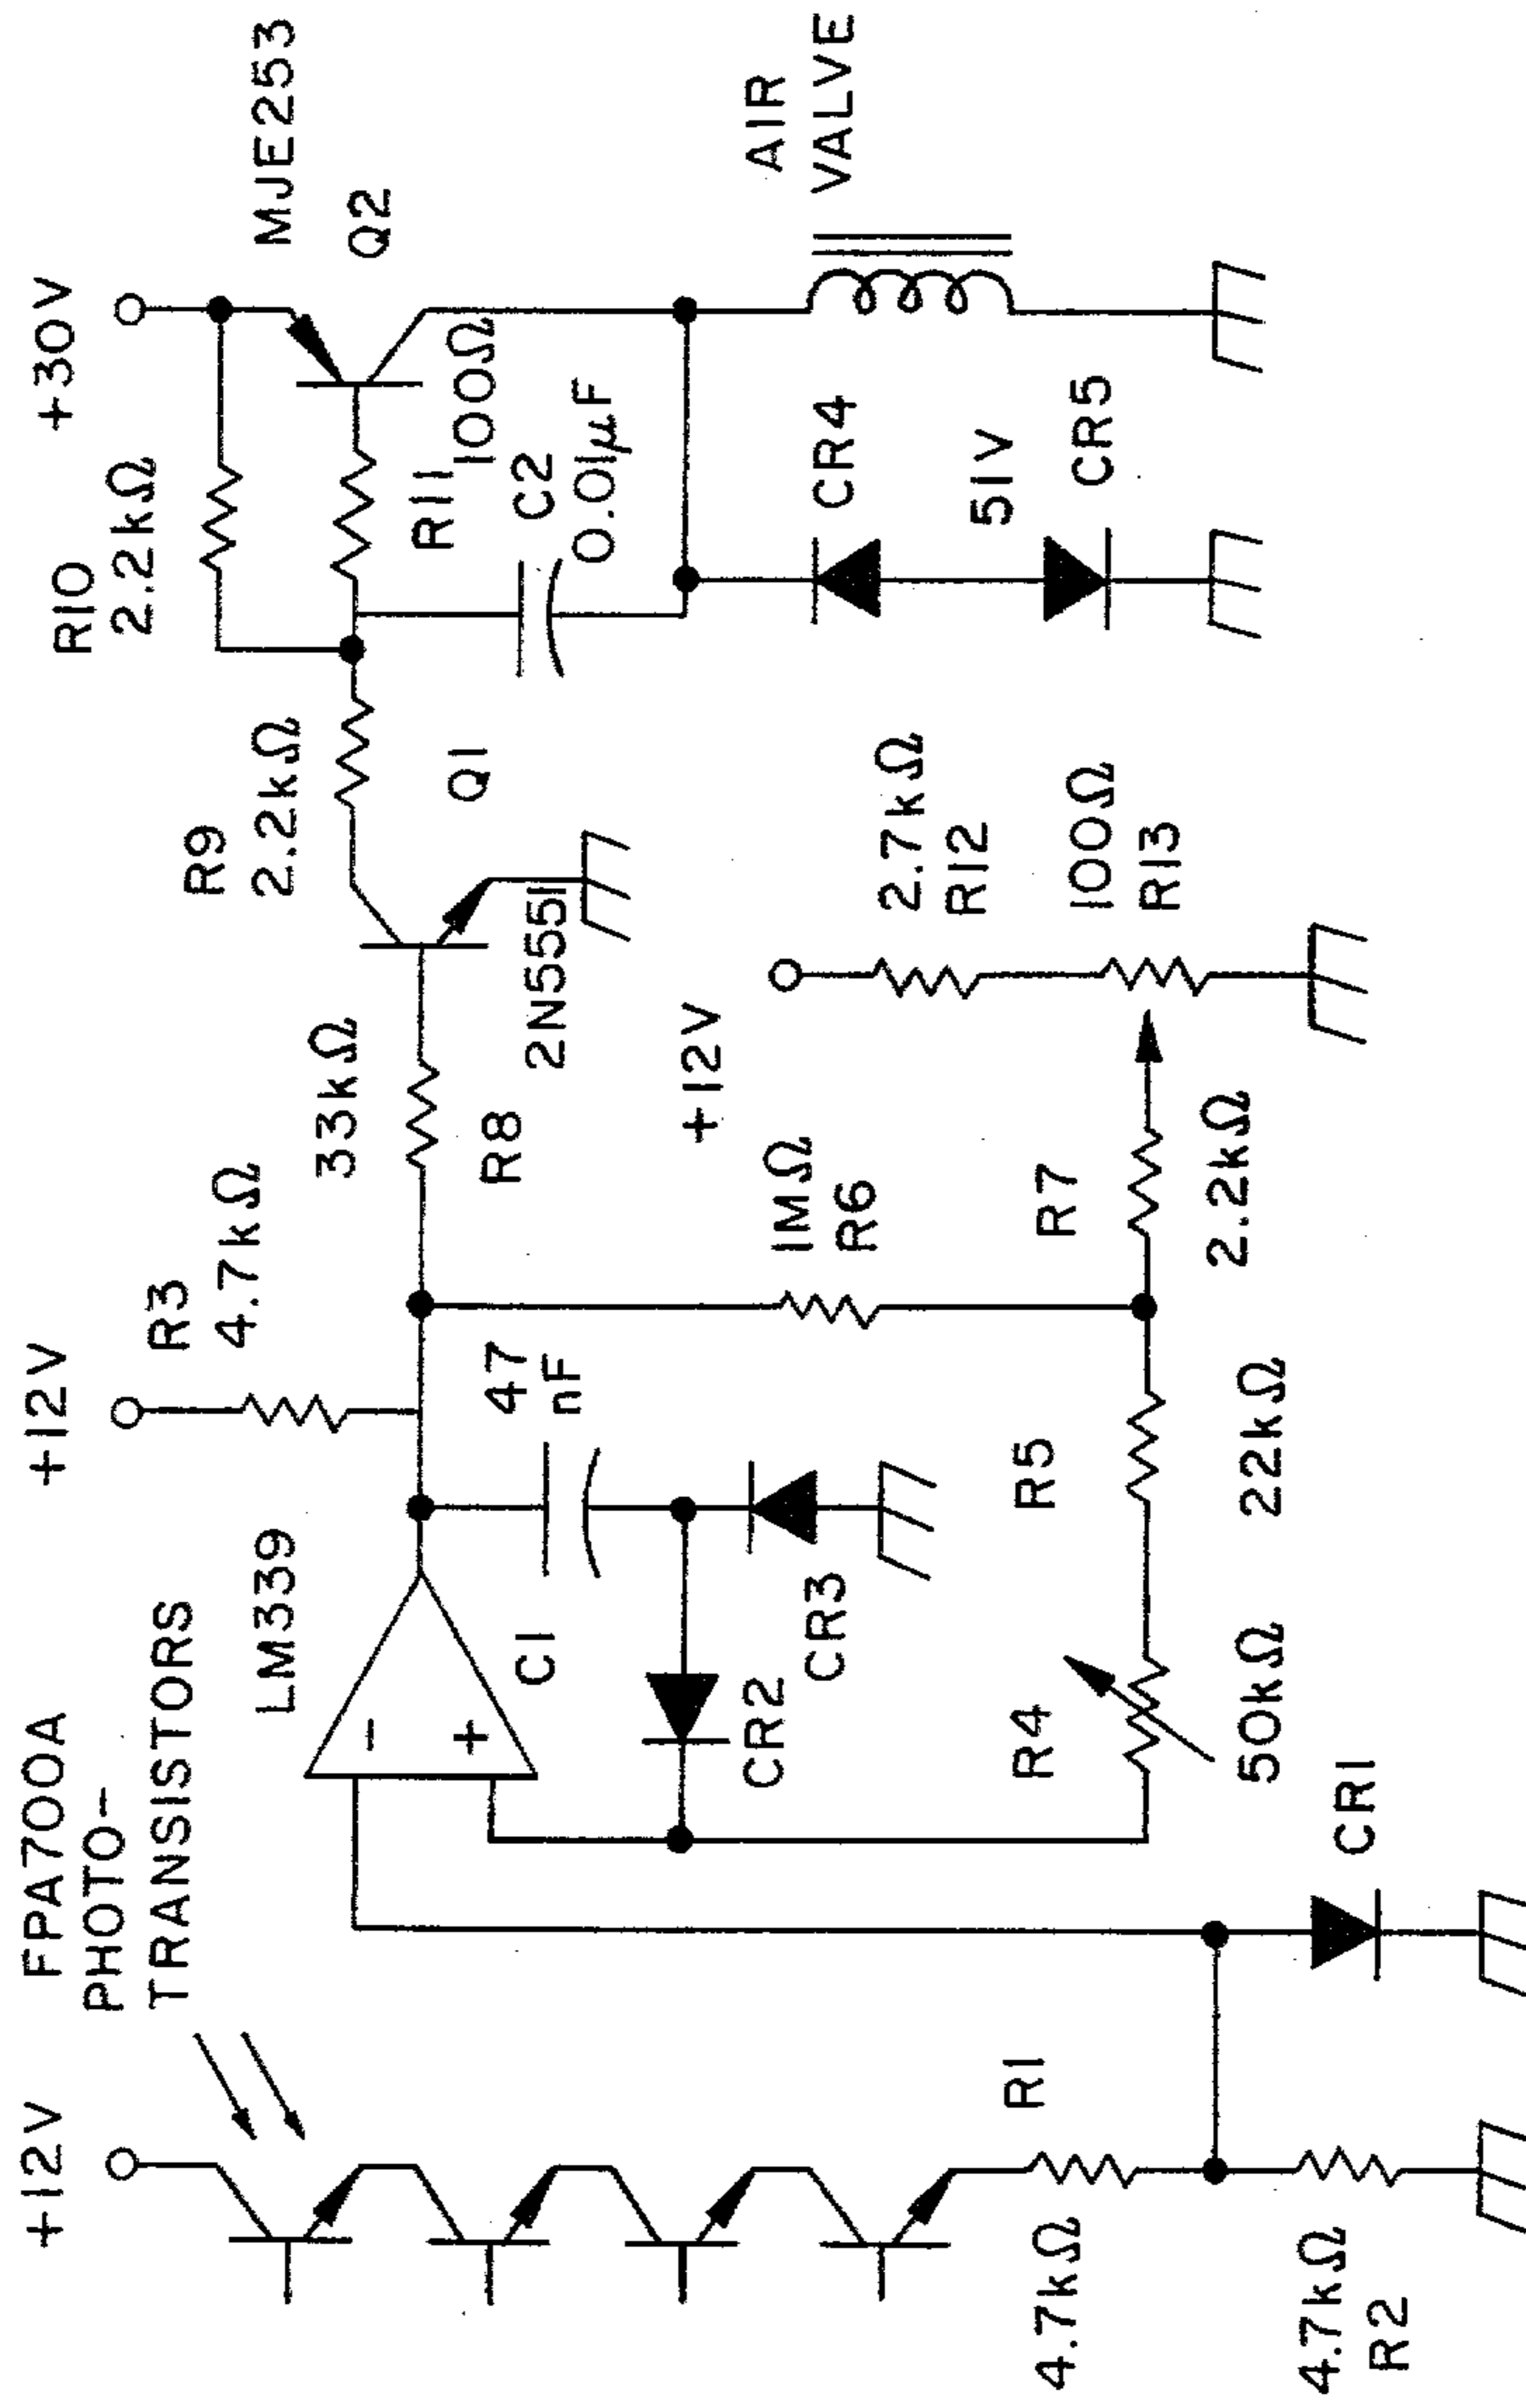 +12V
FPA700A
PHOTO-
TRANSISTORS
R1
4.7kΩ
4.7kΩ
R2
CR1
LM339
-
+
C1
47
nF
CR2
CR3
R4
50kΩ
R5
22kΩ
+12V
R3
4.7kΩ
33kΩ
R8
1MΩ
R6
R7
2.2kΩ
+12V
2.7kΩ
R12
100Ω
R13
Q1
2N5551
R9
2.2kΩ
R10
2.2kΩ
R11
100Ω
C2
0.01µF
+30V
MJE253
Q2
CR4
51V
CR5
AIR
VALVE